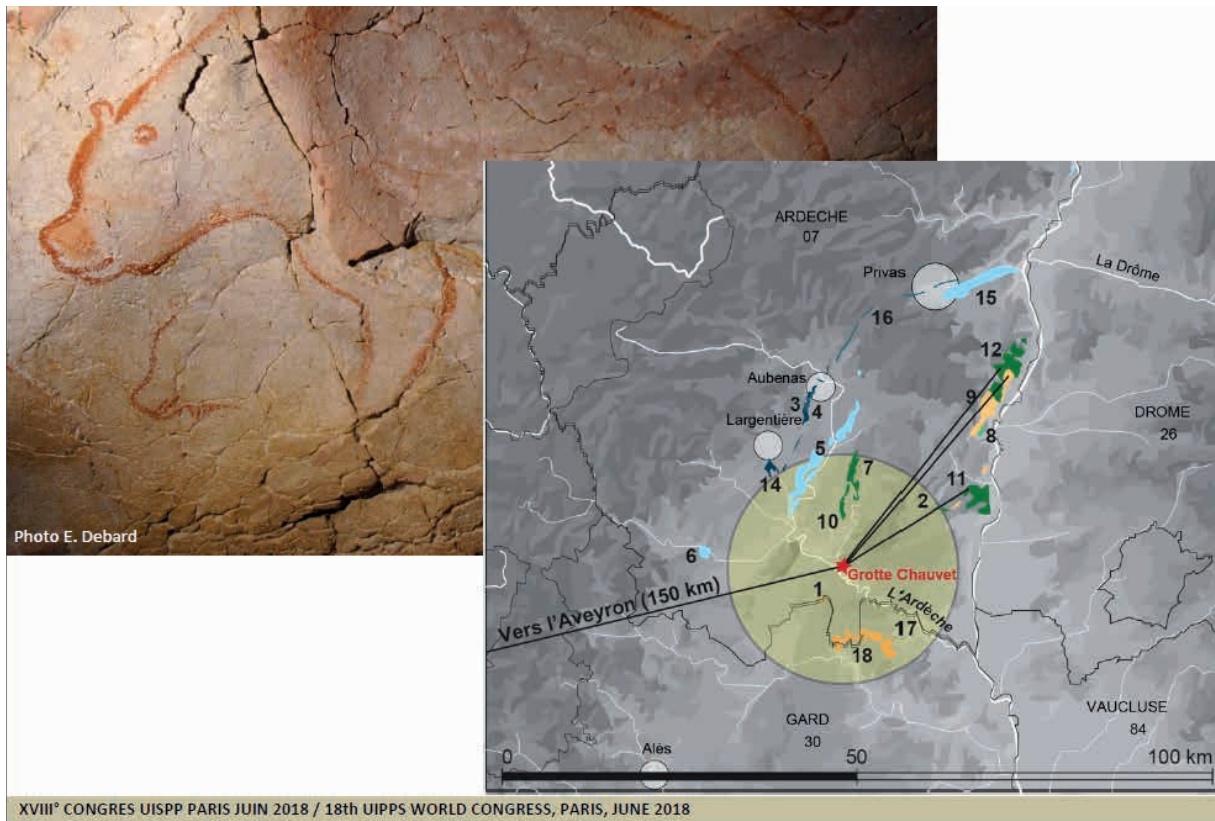 Photo E. Debard
ARDECHE
07
La Drôme
Privas
15
16
12
Aubenas
3
4
9
DROME
26
Largentière
8
5
7
11
14
2
10
6
Grotte Chauvet
1
L'Ardèche
Vers l'Aveyron (150 km)
17
18
VAUCLUSE
84
GARD
30
Alès
0
50
100 km
XVIII° CONGRES UISPP PARIS JUIN 2018 / 18th UIPPS WORLD CONGRESS, PARIS, JUNE 2018